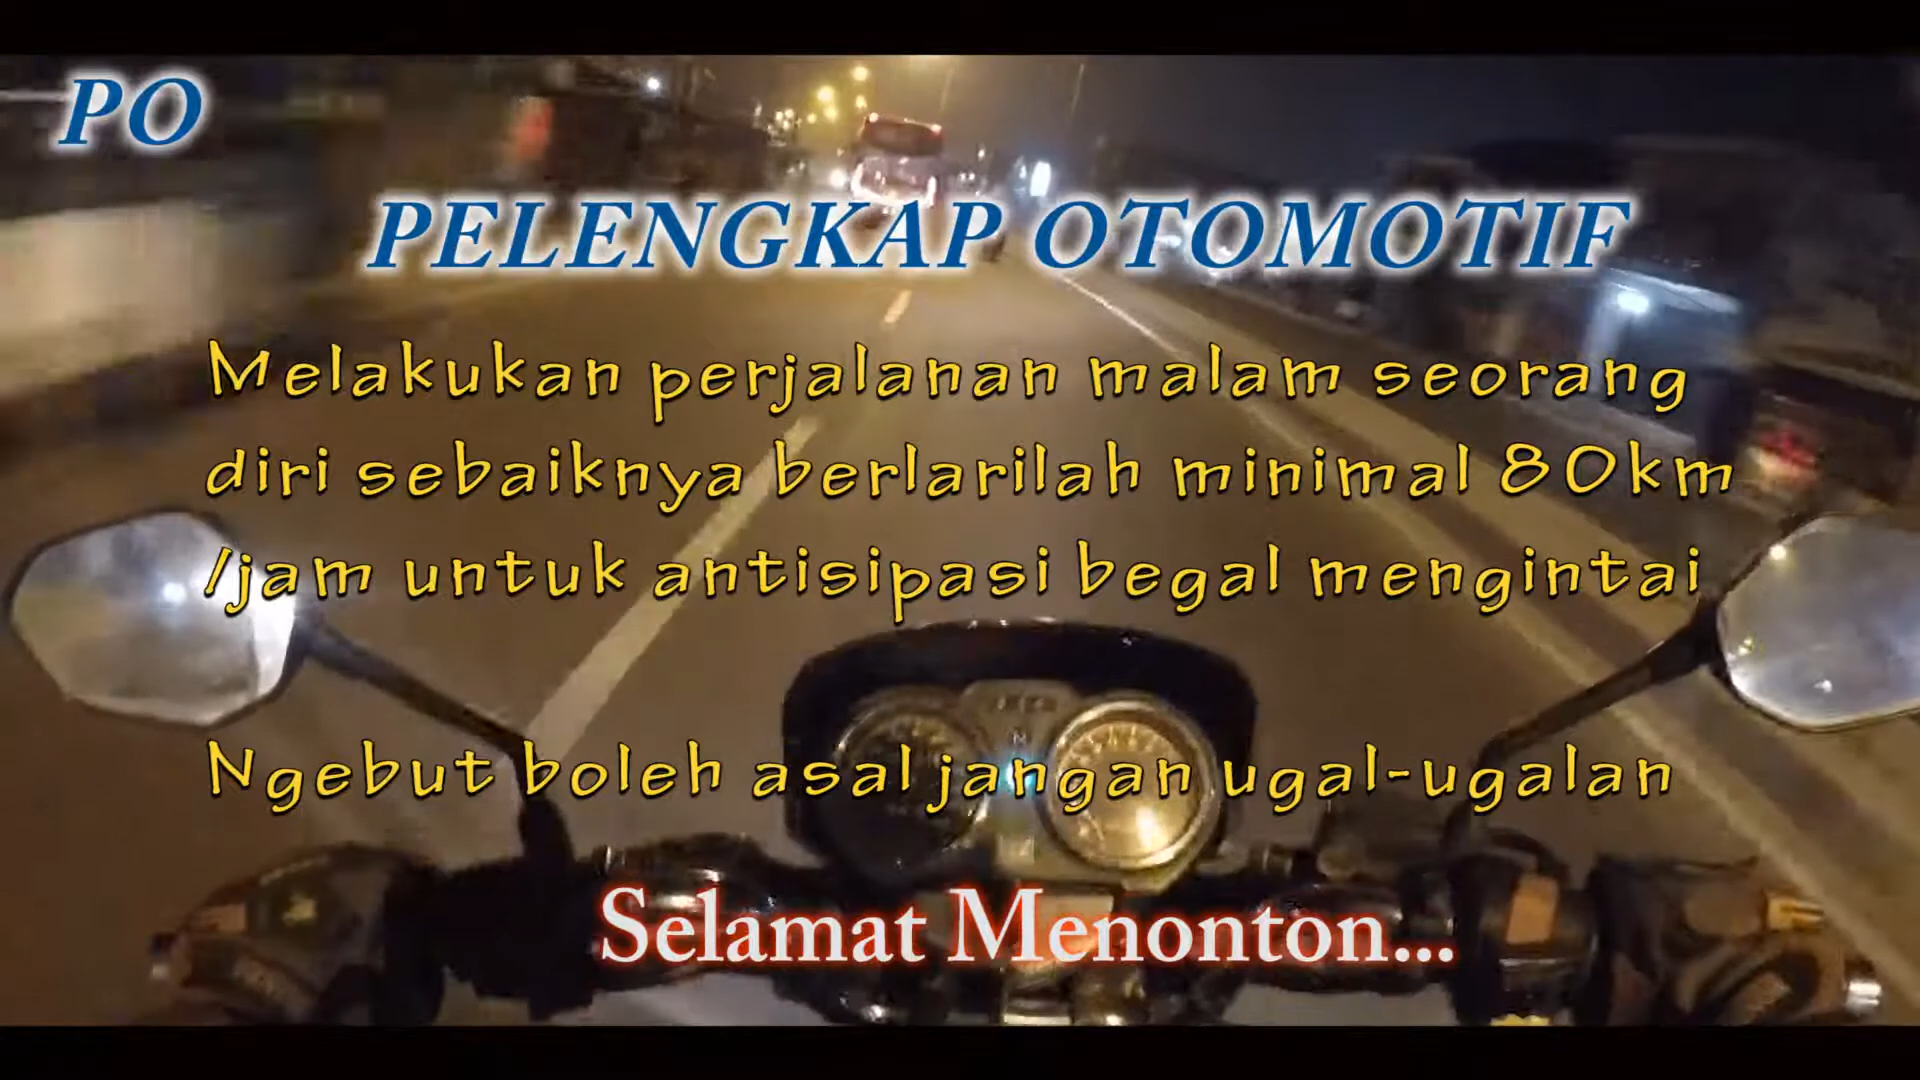 PO
PELENGKAP OTOMOTIF
Melakukan perjalanan malam seorang
diri sebaiknya berlarilah minimal 80km
/jam untuk antisipasi begal mengintai
Ngebut boleh asal jangan ugal-ugalan
Selamat Menonton...